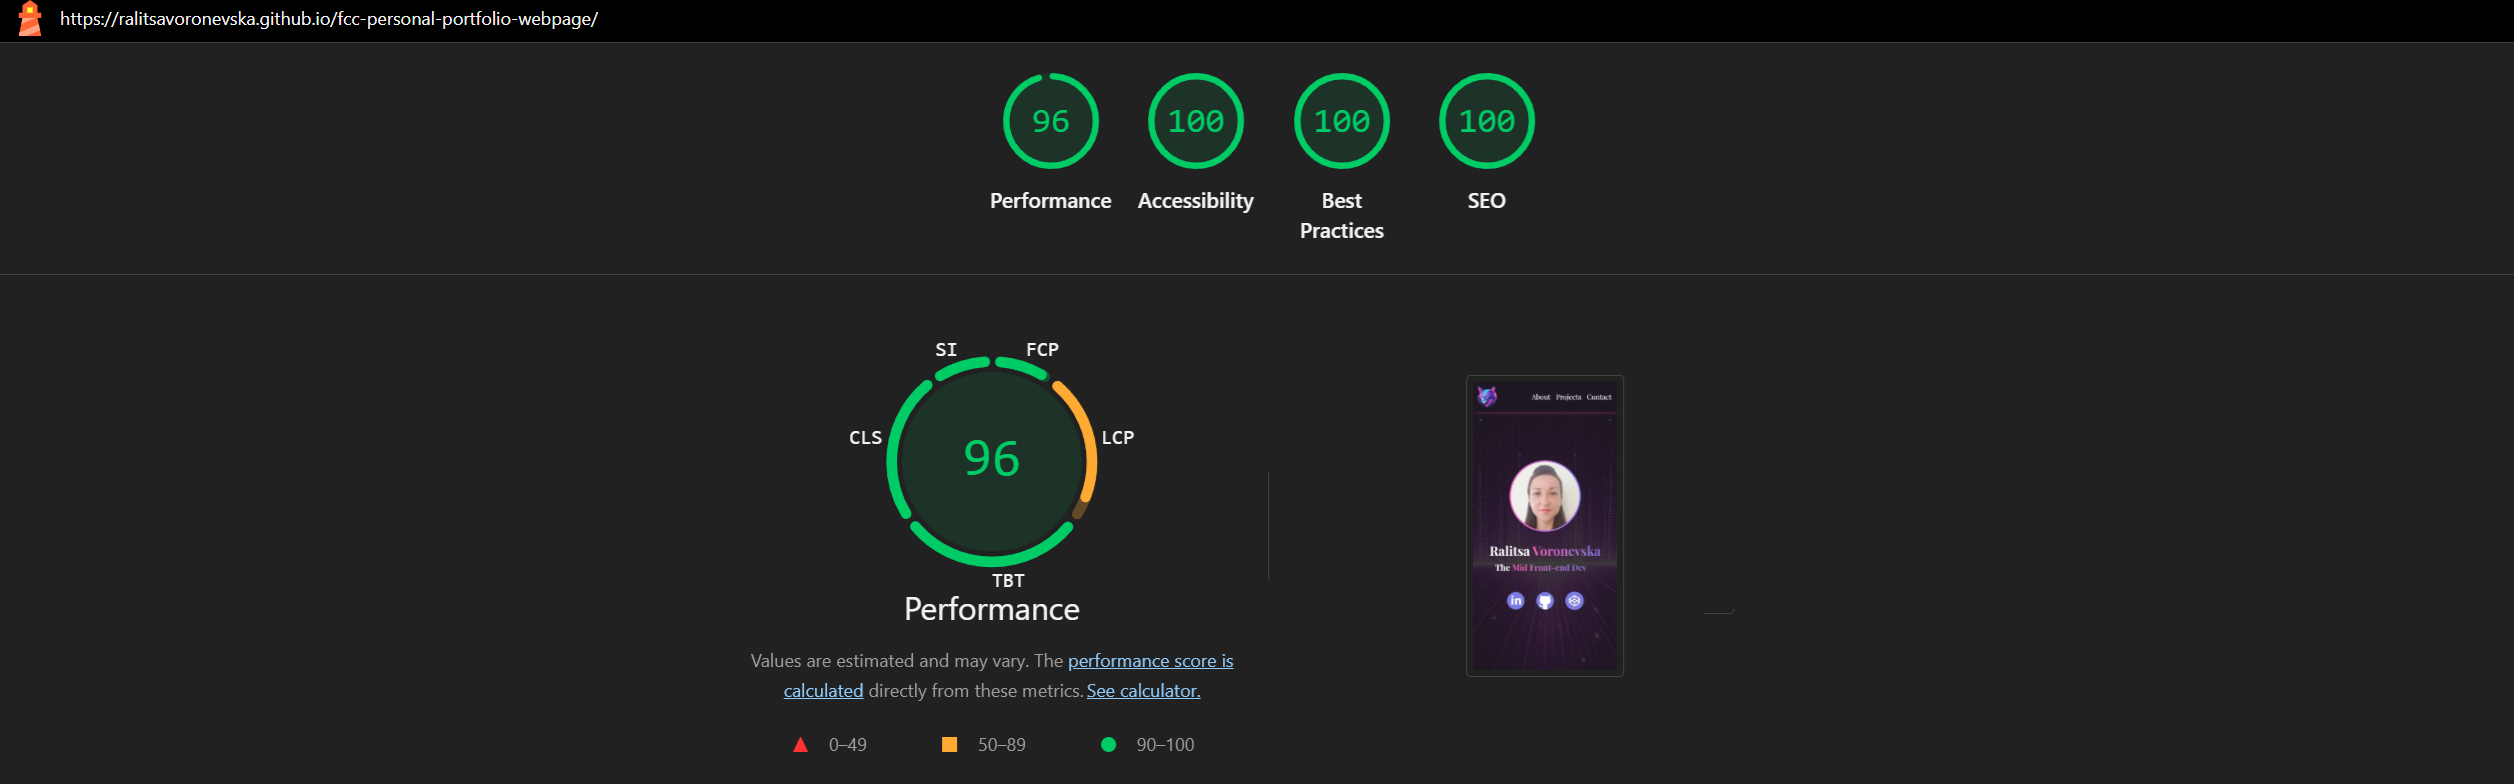 https://ralitsavoronevska.github.io/fcc-personal-portfolio-webpage/
96
100
100
100
Performance
Accessibility
Best
Practices
SEO
SI
FCP
CLS
96
LCP
TBT
Performance
Values are estimated and may vary. The performance score is
calculated directly from these metrics. See calculator.
0–49
50–89
90–100
About Projects Contact
Ralitsa Voronevska
The Mid Front-end Dev
in